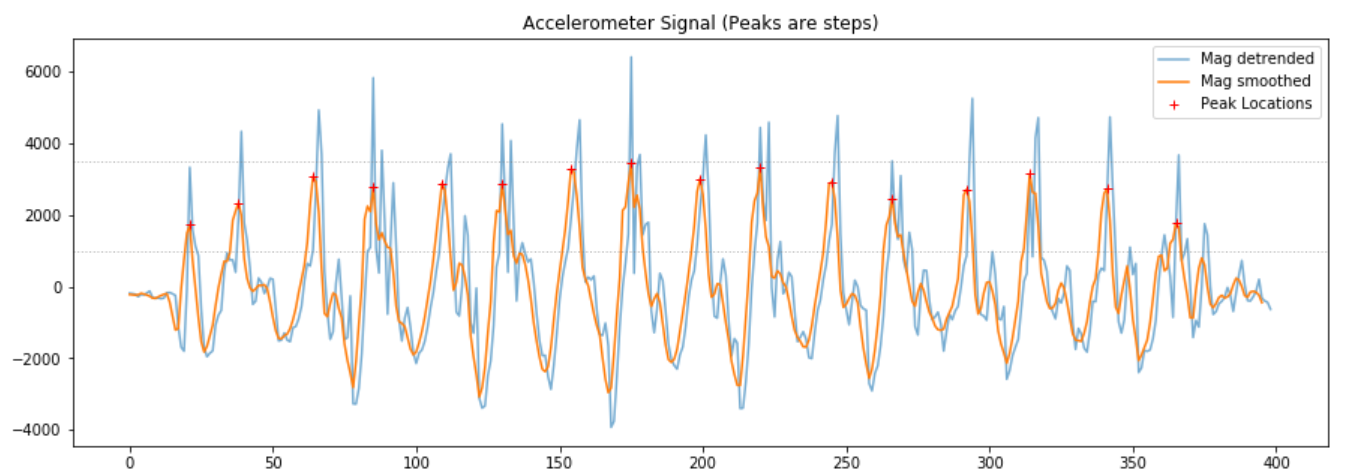 Accelerometer Signal (Peaks are steps)
Mag detrended
Mag smoothed
Peak Locations
6000
4000
2000
0
−2000
−4000
0 50 100 150 200 250 300 350 400